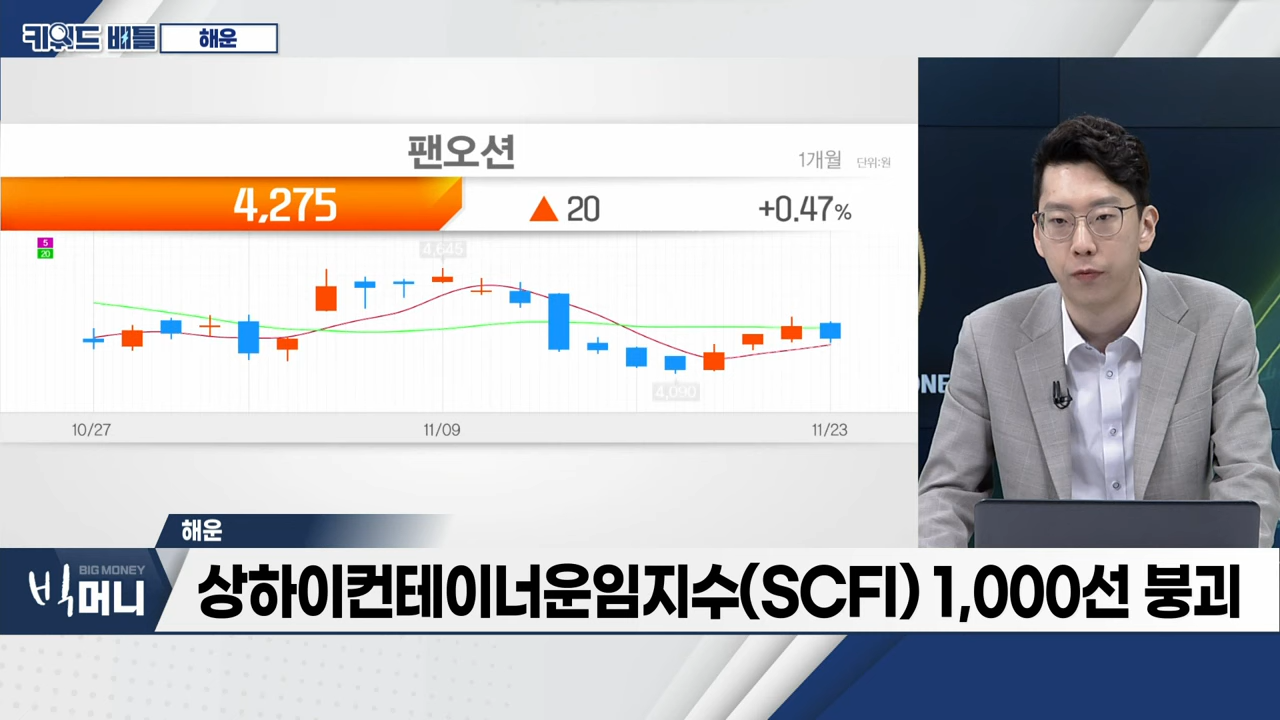 키워드 배틀
해운
팬오션
1개월 단위:원
4,275 ▲ 20 +0.47%
5
20
4,645
4,090
10/27 11/09 11/23
해운
BIG MONEY
빅머니
상하이컨테이너운임지수(SCFI) 1,000선 붕괴